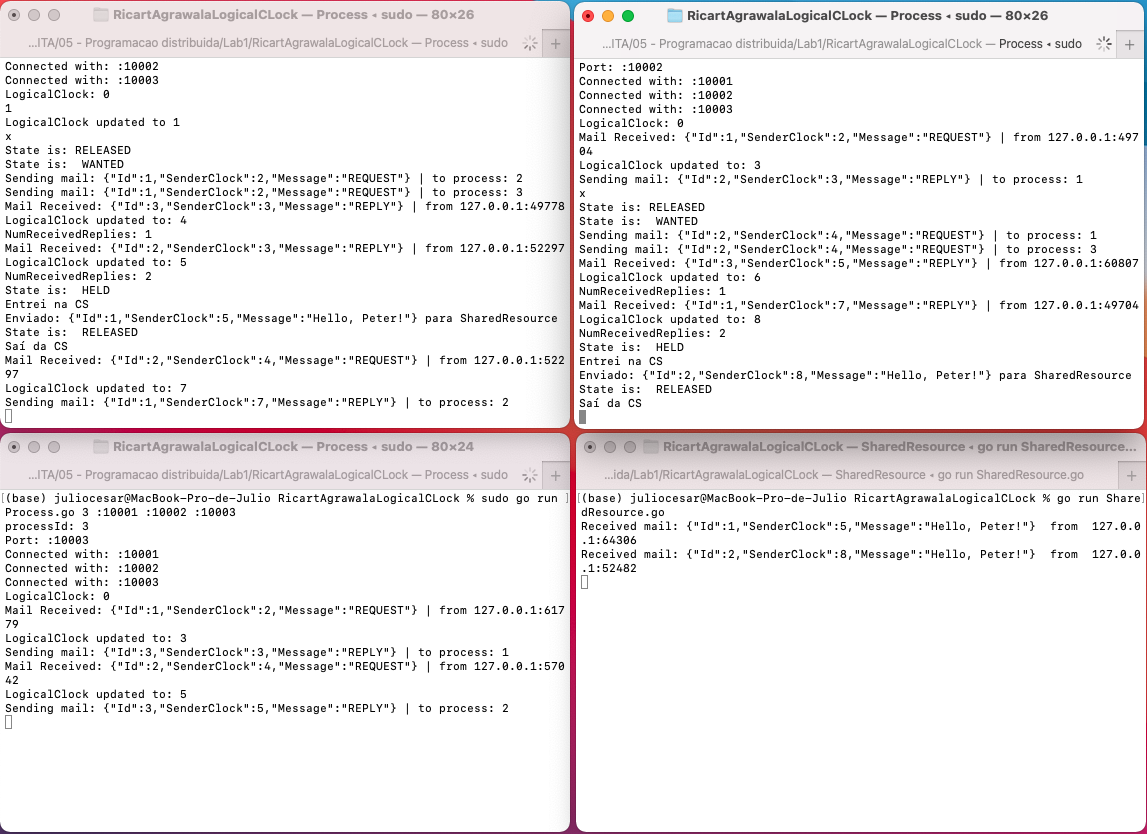 RicartAgrawalaLogicalCLock — Process ◂ sudo — 80×26
...ITA/05 - Programacao distribuida/Lab1/RicartAgrawalaLogicalCLock — Process ◂ sudo
+
Connected with: :10002
Connected with: :10003
LogicalClock: 0
1
LogicalClock updated to 1
x
State is: RELEASED
State is:  WANTED
Sending mail: {"Id":1,"SenderClock":2,"Message":"REQUEST"} | to process: 2
Sending mail: {"Id":1,"SenderClock":2,"Message":"REQUEST"} | to process: 3
Mail Received: {"Id":3,"SenderClock":3,"Message":"REPLY"} | from 127.0.0.1:49778
LogicalClock updated to: 4
NumReceivedReplies: 1
Mail Received: {"Id":2,"SenderClock":3,"Message":"REPLY"} | from 127.0.0.1:52297
LogicalClock updated to: 5
NumReceivedReplies: 2
State is:  HELD
Entrei na CS
Enviado: {"Id":1,"SenderClock":5,"Message":"Hello, Peter!"} para SharedResource
State is:  RELEASED
Saí da CS
Mail Received: {"Id":2,"SenderClock":4,"Message":"REQUEST"} | from 127.0.0.1:522
97
LogicalClock updated to: 7
Sending mail: {"Id":1,"SenderClock":7,"Message":"REPLY"} | to process: 2
RicartAgrawalaLogicalCLock — Process ◂ sudo — 80×26
...ITA/05 - Programacao distribuida/Lab1/RicartAgrawalaLogicalCLock — Process ◂ sudo
+
Port: :10002
Connected with: :10001
Connected with: :10002
Connected with: :10003
LogicalClock: 0
Mail Received: {"Id":1,"SenderClock":2,"Message":"REQUEST"} | from 127.0.0.1:497
04
LogicalClock updated to: 3
Sending mail: {"Id":2,"SenderClock":3,"Message":"REPLY"} | to process: 1
x
State is: RELEASED
State is:  WANTED
Sending mail: {"Id":2,"SenderClock":4,"Message":"REQUEST"} | to process: 1
Sending mail: {"Id":2,"SenderClock":4,"Message":"REQUEST"} | to process: 3
Mail Received: {"Id":3,"SenderClock":5,"Message":"REPLY"} | from 127.0.0.1:60807
LogicalClock updated to: 6
NumReceivedReplies: 1
Mail Received: {"Id":1,"SenderClock":7,"Message":"REPLY"} | from 127.0.0.1:49704
LogicalClock updated to: 8
NumReceivedReplies: 2
State is:  HELD
Entrei na CS
Enviado: {"Id":2,"SenderClock":8,"Message":"Hello, Peter!"} para SharedResource
State is:  RELEASED
Saí da CS
RicartAgrawalaLogicalCLock — Process ◂ sudo — 80×24
...ITA/05 - Programacao distribuida/Lab1/RicartAgrawalaLogicalCLock — Process ◂ sudo
+
[(base) juliocesar@MacBook-Pro-de-Julio RicartAgrawalaLogicalCLock % sudo go run ]
Process.go 3 :10001 :10002 :10003
processId: 3
Port: :10003
Connected with: :10001
Connected with: :10002
Connected with: :10003
LogicalClock: 0
Mail Received: {"Id":1,"SenderClock":2,"Message":"REQUEST"} | from 127.0.0.1:617
79
LogicalClock updated to: 3
Sending mail: {"Id":3,"SenderClock":3,"Message":"REPLY"} | to process: 1
Mail Received: {"Id":2,"SenderClock":4,"Message":"REQUEST"} | from 127.0.0.1:570
42
LogicalClock updated to: 5
Sending mail: {"Id":3,"SenderClock":5,"Message":"REPLY"} | to process: 2
RicartAgrawalaLogicalCLock — SharedResource ◂ go run SharedResource...
...ida/Lab1/RicartAgrawalaLogicalCLock — SharedResource ◂ go run SharedResource.go
+
[(base) juliocesar@MacBook-Pro-de-Julio RicartAgrawalaLogicalCLock % go run Share]
dResource.go
Received mail: {"Id":1,"SenderClock":5,"Message":"Hello, Peter!"}  from  127.0.0
.1:64306
Received mail: {"Id":2,"SenderClock":8,"Message":"Hello, Peter!"}  from  127.0.0
.1:52482